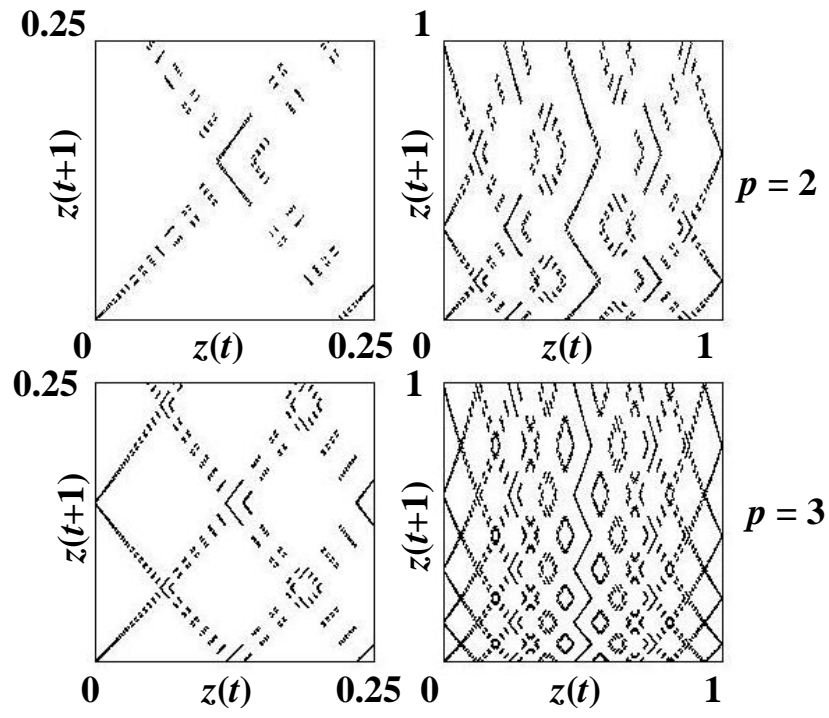 0.25
z(t+1)
0
z(t)
0.25
1
z(t+1)
0
z(t)
1
p = 2
0.25
z(t+1)
0
z(t)
0.25
1
z(t+1)
0
z(t)
1
p = 3